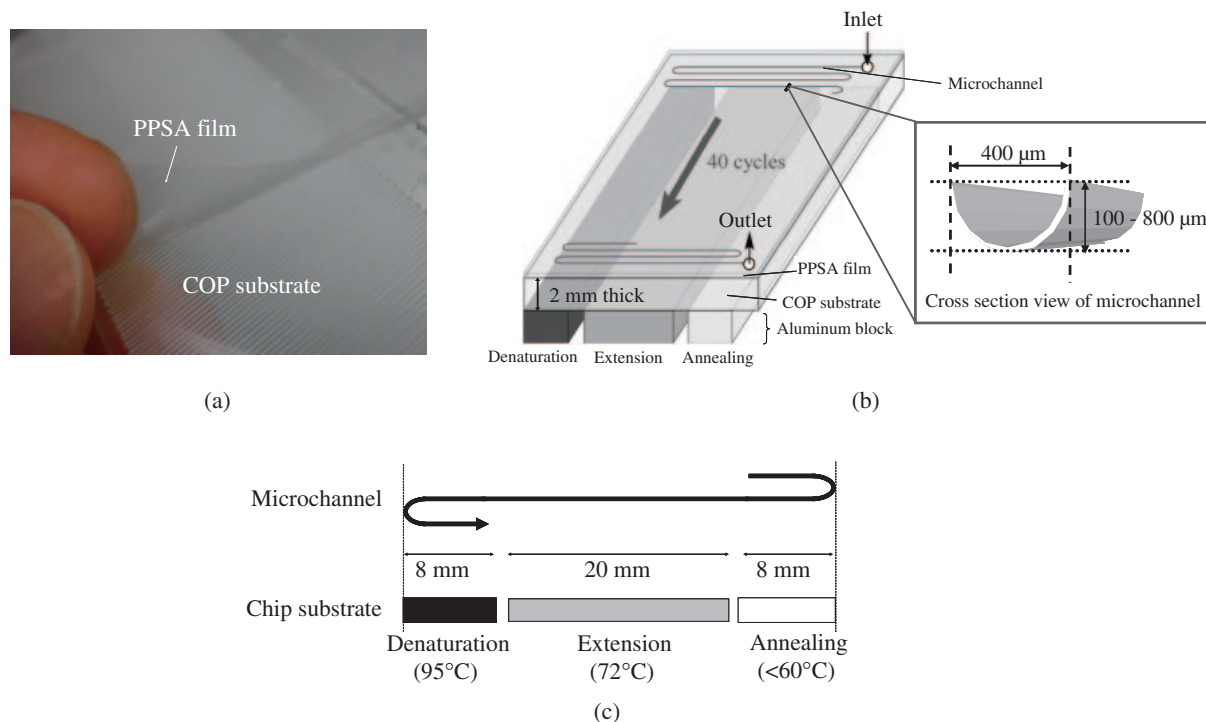 PPSA film
COP substrate
(a)
Inlet
Microchannel
40 cycles
Outlet
PPSA film
2 mm thick
COP substrate
Aluminum block
Denaturation Extension Annealing
400 µm
100 - 800 µm
Cross section view of microchannel
(b)
Microchannel
8 mm 20 mm 8 mm
Chip substrate
Denaturation Extension Annealing
(95°C) (72°C) (<60°C)
(c)